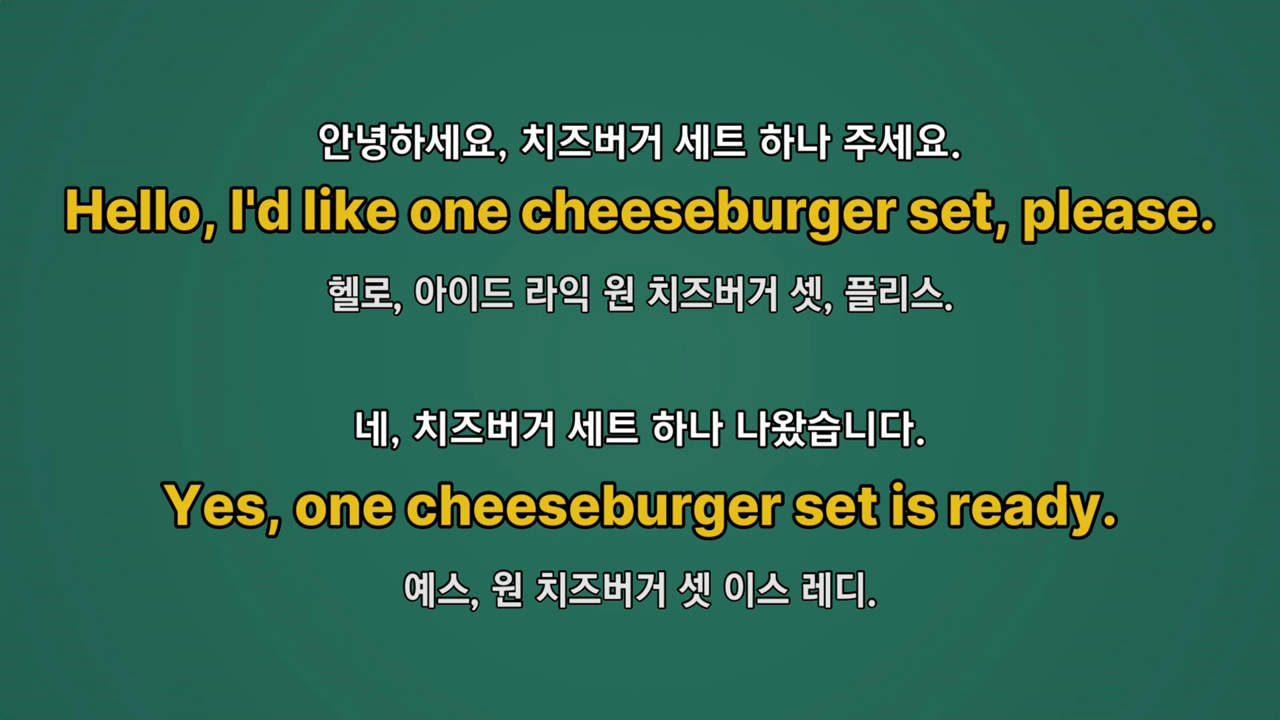 안녕하세요, 치즈버거 세트 하나 주세요.
Hello, I'd like one cheeseburger set, please.
헬로, 아이드 라익 원 치즈버거 셋, 플리스.
네, 치즈버거 세트 하나 나왔습니다.
Yes, one cheeseburger set is ready.
예스, 원 치즈버거 셋 이스 레디.